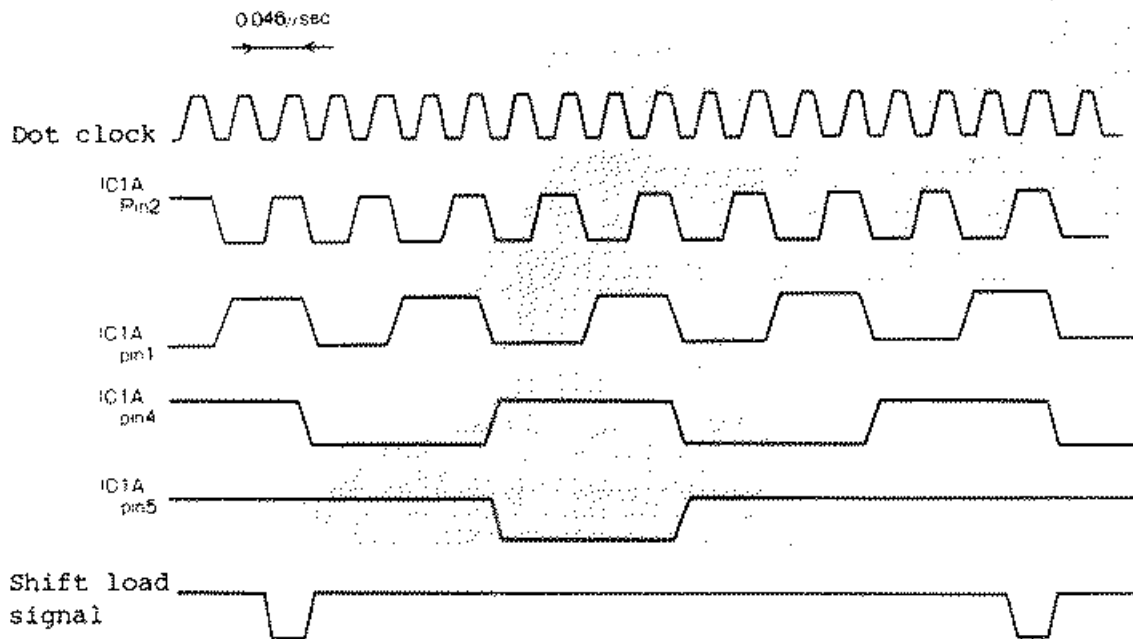 0.046μsec
Dot clock
IC1A
Pin2
IC1A
pin1
IC1A
pin4
IC1A
pin5
Shift load
signal